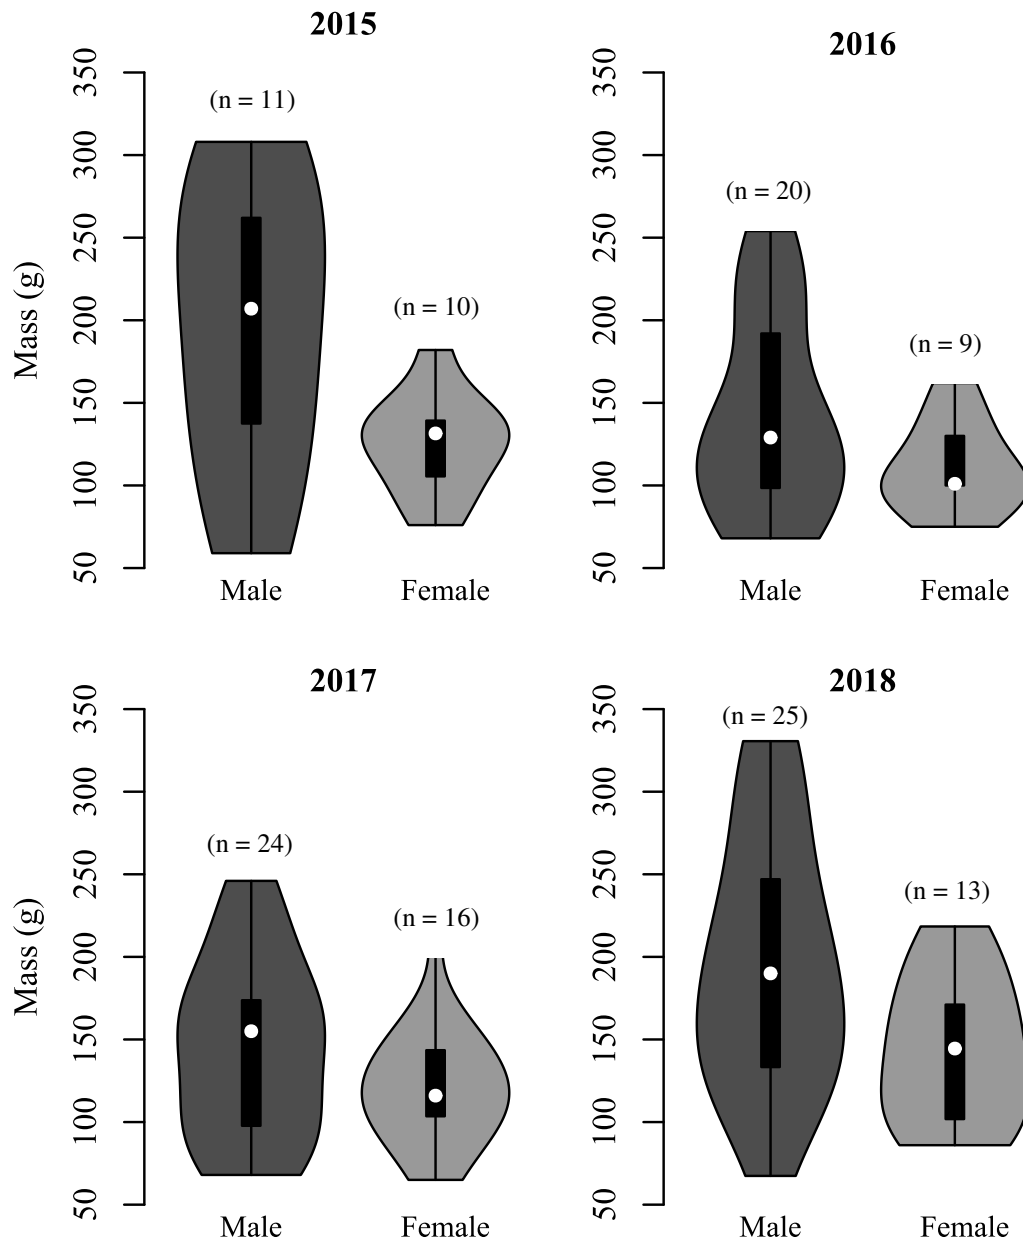 2015
350
300
250
200
150
100
50
Mass (g)
(n = 11)
(n = 10)
Male
Female
2016
350
300
250
200
150
100
50
(n = 20)
(n = 9)
Male
Female
2017
350
300
250
200
150
100
50
Mass (g)
(n = 24)
(n = 16)
Male
Female
2018
350
300
250
200
150
100
50
(n = 25)
(n = 13)
Male
Female